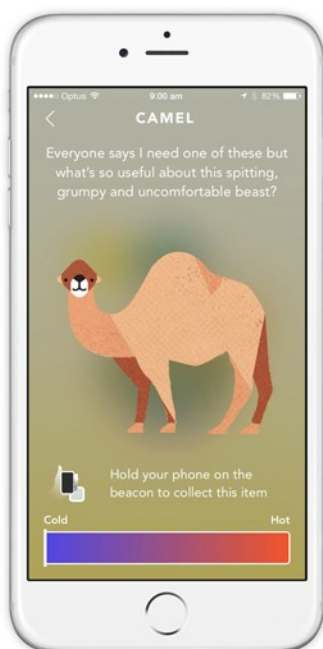 Optus 9:00 am 82%
CAMEL
Everyone says I need one of these but
what's so useful about this spitting,
grumpy and uncomfortable beast?
Hold your phone on the
beacon to collect this item
Cold Hot